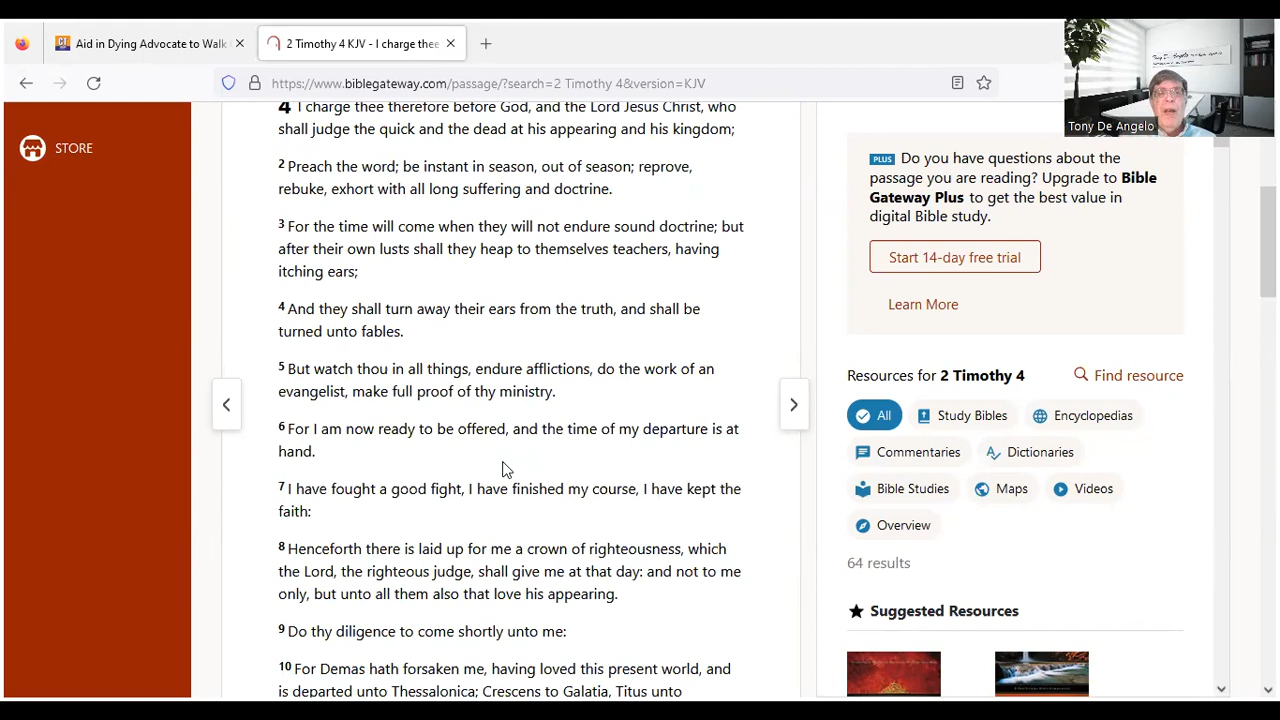 Aid in Dying Advocate to Walk
2 Timothy 4 KJV - I charge thee
https://www.biblegateway.com/passage/?search=2 Timothy 4&version=KJV
Tony De Angelo
STORE
4 I charge thee therefore before God, and the Lord Jesus Christ, who
shall judge the quick and the dead at his appearing and his kingdom;
2 Preach the word; be instant in season, out of season; reprove,
rebuke, exhort with all long suffering and doctrine.
3 For the time will come when they will not endure sound doctrine; but
after their own lusts shall they heap to themselves teachers, having
itching ears;
4 And they shall turn away their ears from the truth, and shall be
turned unto fables.
5 But watch thou in all things, endure afflictions, do the work of an
evangelist, make full proof of thy ministry.
6 For I am now ready to be offered, and the time of my departure is at
hand.
7 I have fought a good fight, I have finished my course, I have kept the
faith:
8 Henceforth there is laid up for me a crown of righteousness, which
the Lord, the righteous judge, shall give me at that day: and not to me
only, but unto all them also that love his appearing.
9 Do thy diligence to come shortly unto me:
10 For Demas hath forsaken me, having loved this present world, and
is departed unto Thessalonica; Crescens to Galatia, Titus unto
PLUS Do you have questions about the
passage you are reading? Upgrade to Bible
Gateway Plus to get the best value in
digital Bible study.
Start 14-day free trial
Learn More
Resources for 2 Timothy 4
Find resource
All
Study Bibles
Encyclopedias
Commentaries
Dictionaries
Bible Studies
Maps
Videos
Overview
64 results
Suggested Resources